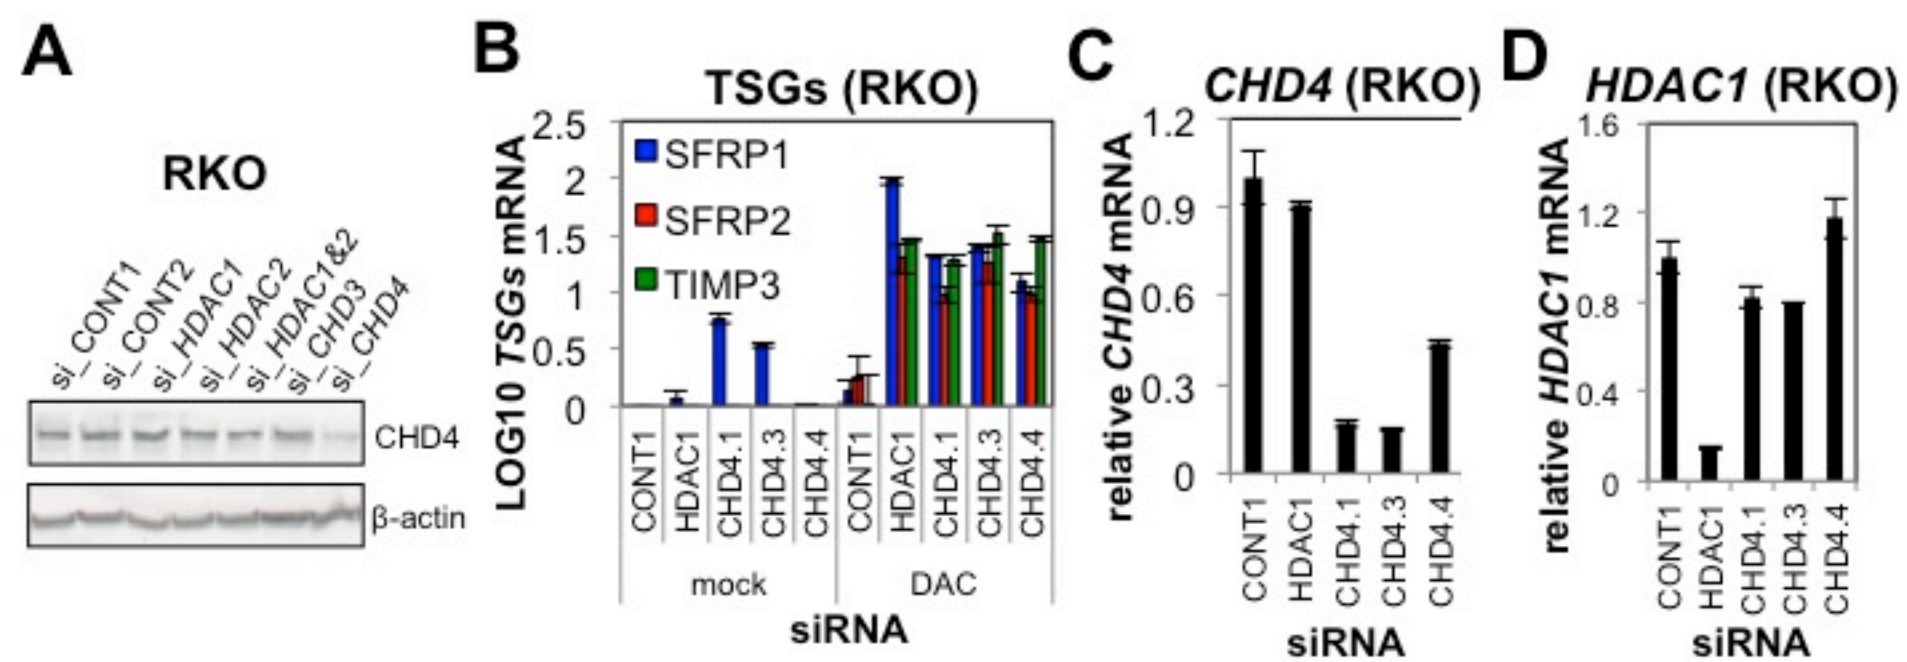 A
RKO
si_CONT1
si_CONT2
si_HDAC1
si_HDAC2
si_HDAC1&2
si_CHD3
si_CHD4
CHD4
β-actin
B
TSGs (RKO)
LOG10 TSGs mRNA
2.5
2
1.5
1
0.5
0
SFRP1
SFRP2
TIMP3
CONT1
HDAC1
CHD4.1
CHD4.3
CHD4.4
CONT1
HDAC1
CHD4.1
CHD4.3
CHD4.4
mock
DAC
siRNA
C
CHD4 (RKO)
relative CHD4 mRNA
1.2
0.9
0.6
0.3
0
CONT1
HDAC1
CHD4.1
CHD4.3
CHD4.4
siRNA
D
HDAC1 (RKO)
relative HDAC1 mRNA
1.6
1.2
0.8
0.4
0
CONT1
HDAC1
CHD4.1
CHD4.3
CHD4.4
siRNA